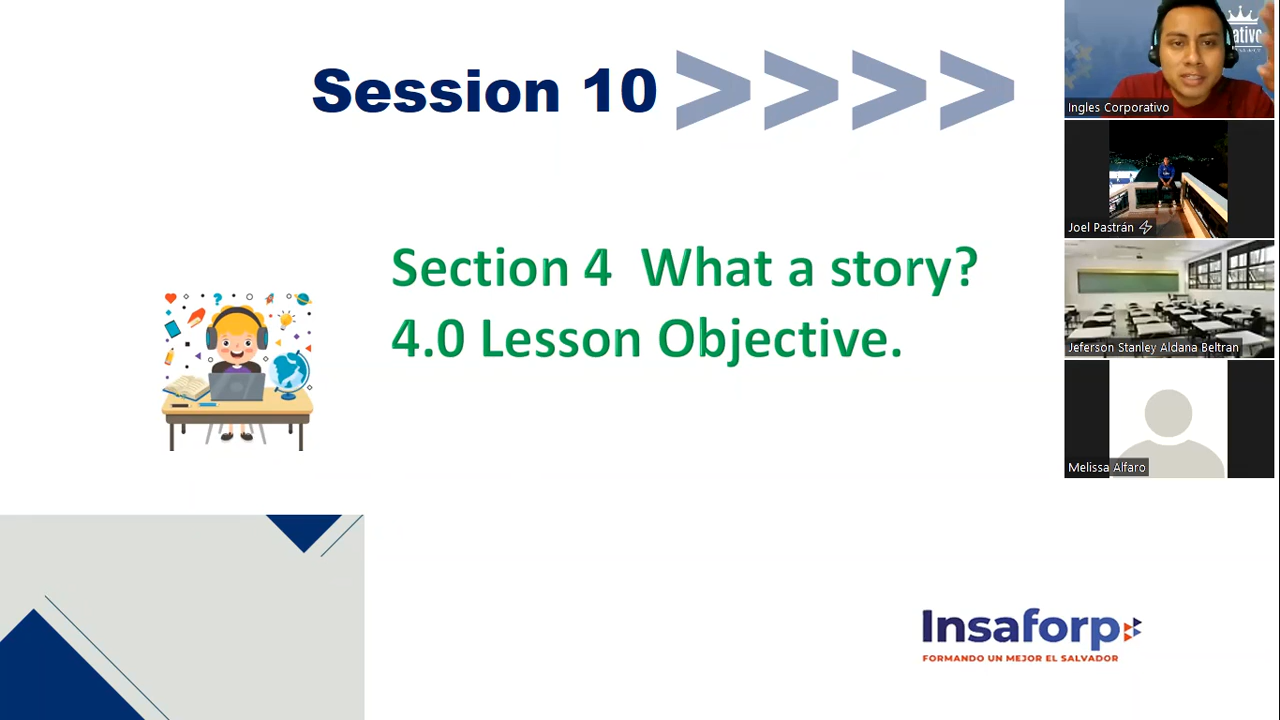 Session 10 >>>>
Section 4 What a story?
4.0 Lesson Objective.
Insaforp
FORMANDO UN MEJOR EL SALVADOR
Ingles Corporativo
Joel Pastrán
Jeferson Stanley Aldana Beltran
Melissa Alfaro